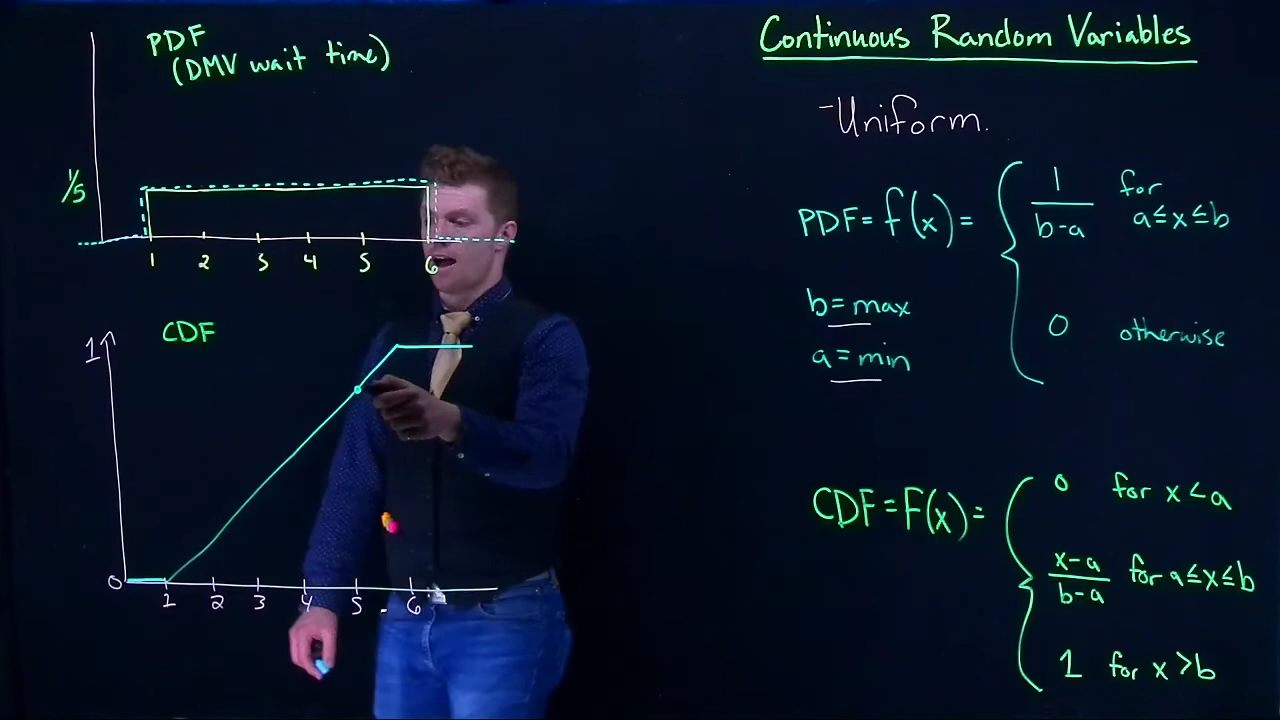 PDF
(DMV wait time)
1/5
1 2 3 4 5 6
CDF
1
0
1 2 3 4 5 6
Continuous Random Variables
-Uniform.
PDF = f(x) = { 1/b-a for a≤x≤b
0 otherwise
b = max
a = min
CDF = F(x) = { 0 for x<a
x-a/b-a for a≤x≤b
1 for x>b